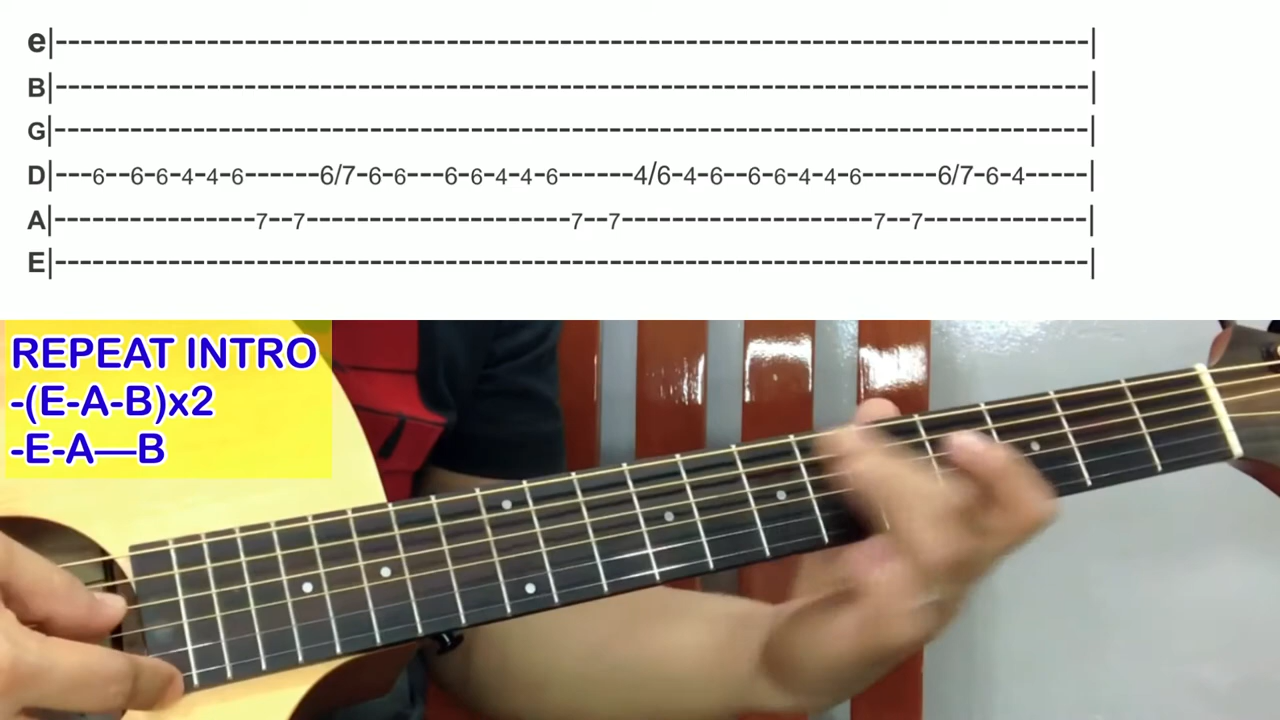 e|------------------------------------------------------------------------------------|
B|------------------------------------------------------------------------------------|
G|------------------------------------------------------------------------------------|
D|---6--6-6-4-4-6------6/7-6-6---6-6-4-4-6------4/6-4-6--6-6-4-4-6------6/7-6-4-----|
A|----------------7--7---------------------7--7--------------------7--7-------------|
E|------------------------------------------------------------------------------------|
REPEAT INTRO
-(E-A-B)x2
-E-A—B